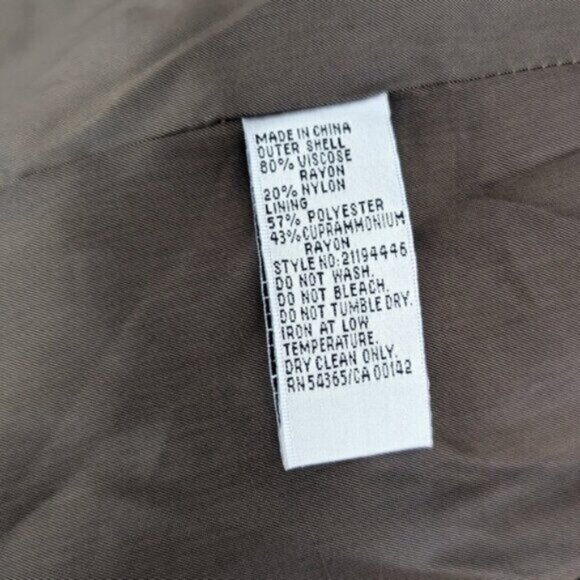 MADE IN CHINA
OUTER SHELL
80% VISCOSE
RAYON
20% NYLON
LINING
57% POLYESTER
43% CUPRAMMONIUM
RAYON
STYLE NO: 21194446
DO NOT WASH.
DO NOT BLEACH.
DO NOT TUMBLE DRY.
IRON AT LOW
TEMPERATURE.
DRY CLEAN ONLY.
RN 54365/CA 00142